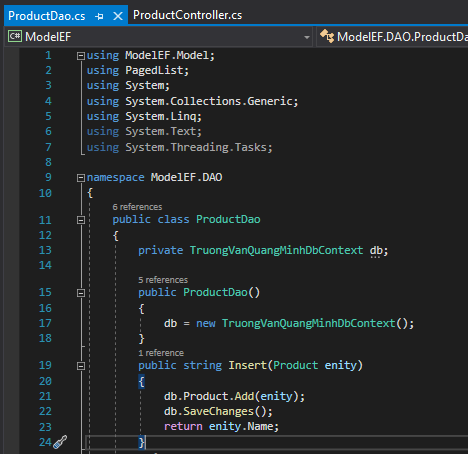 ProductDao.cs ProductController.cs
C# ModelEF ModelEF.DAO.ProductDa
1 using ModelEF.Model;
2 using PagedList;
3 using System;
4 using System.Collections.Generic;
5 using System.Linq;
6 using System.Text;
7 using System.Threading.Tasks;
8
9 namespace ModelEF.DAO
10 {
6 references
11 public class ProductDao
12 {
13 private TruongVanQuangMinhDbContext db;
14
5 references
15 public ProductDao()
16 {
17 db = new TruongVanQuangMinhDbContext();
18 }
1 reference
19 public string Insert(Product enity)
20 {
21 db.Product.Add(enity);
22 db.SaveChanges();
23 return enity.Name;
24 }